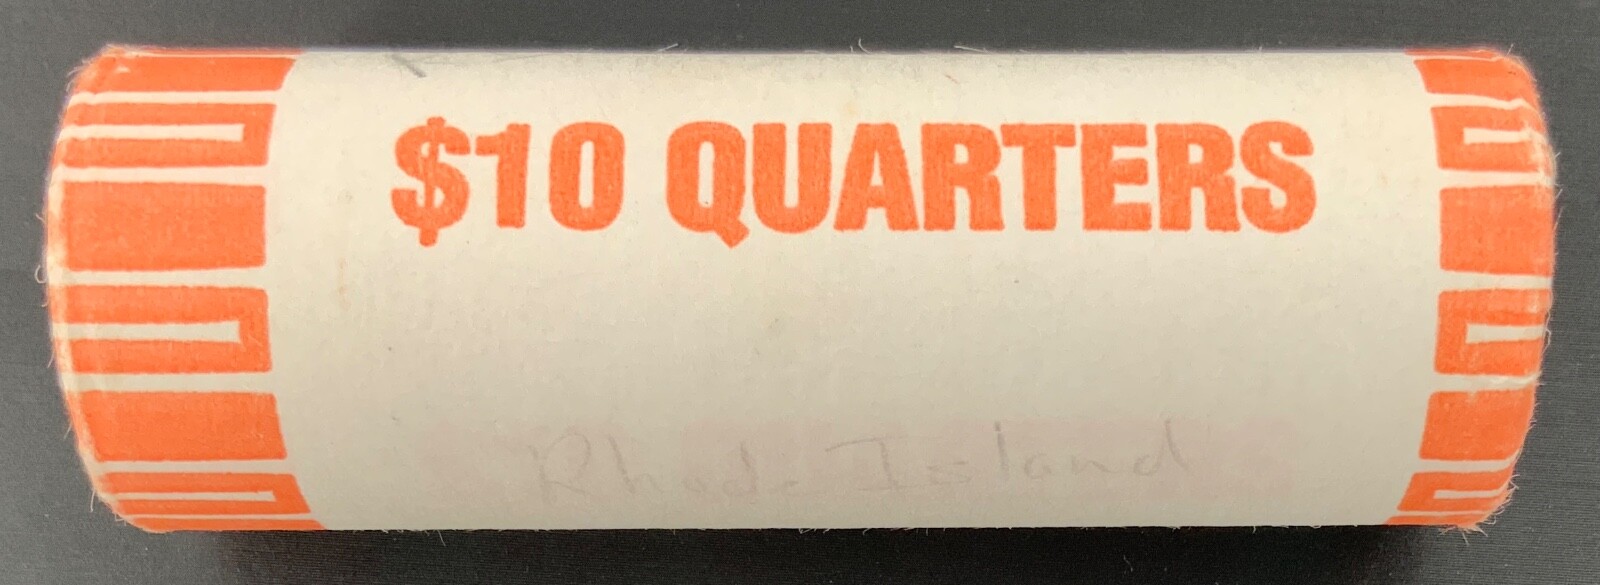 $10 QUARTERS
Rhode Island